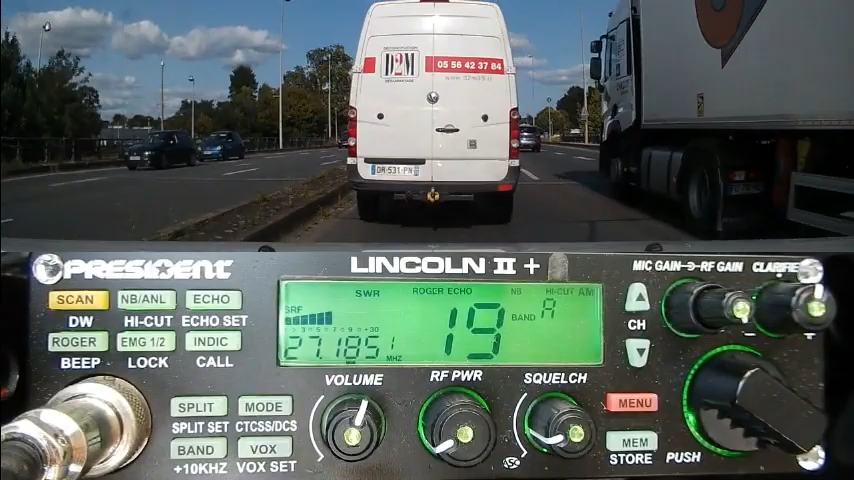 D2M
05 56 42 37 84
DR-531-PN
PRESIDENT
LINCOLN II +
MIC GAIN RF GAIN CLARIFIER
SCAN NB/ANL ECHO
DW HI-CUT ECHO SET
ROGER EMG 1/2 INDIC
BEEP LOCK CALL
SWR ROGER ECHO NB HI-CUT AM
SRF
BAND A
19
27.1851 MHZ
CH
VOLUME RF PWR SQUELCH
SPLIT MODE
SPLIT SET CTCSS/DCS
BAND VOX
+10KHZ VOX SET
ASC
MENU
MEM
STORE
PUSH